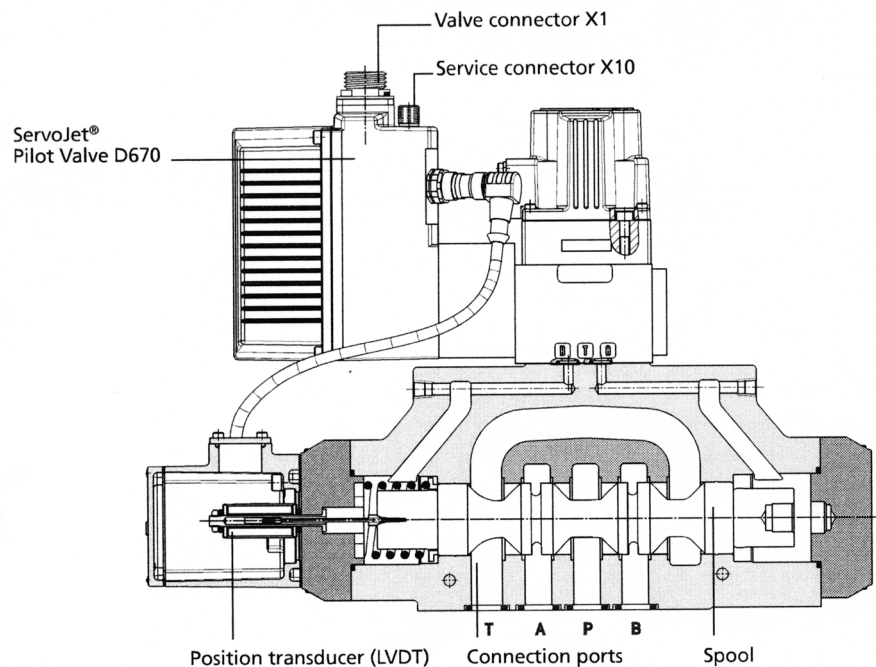 Valve connector X1
Service connector X10
ServoJet®
Pilot Valve D670
B T A
T A P B
Position transducer (LVDT) Connection ports Spool